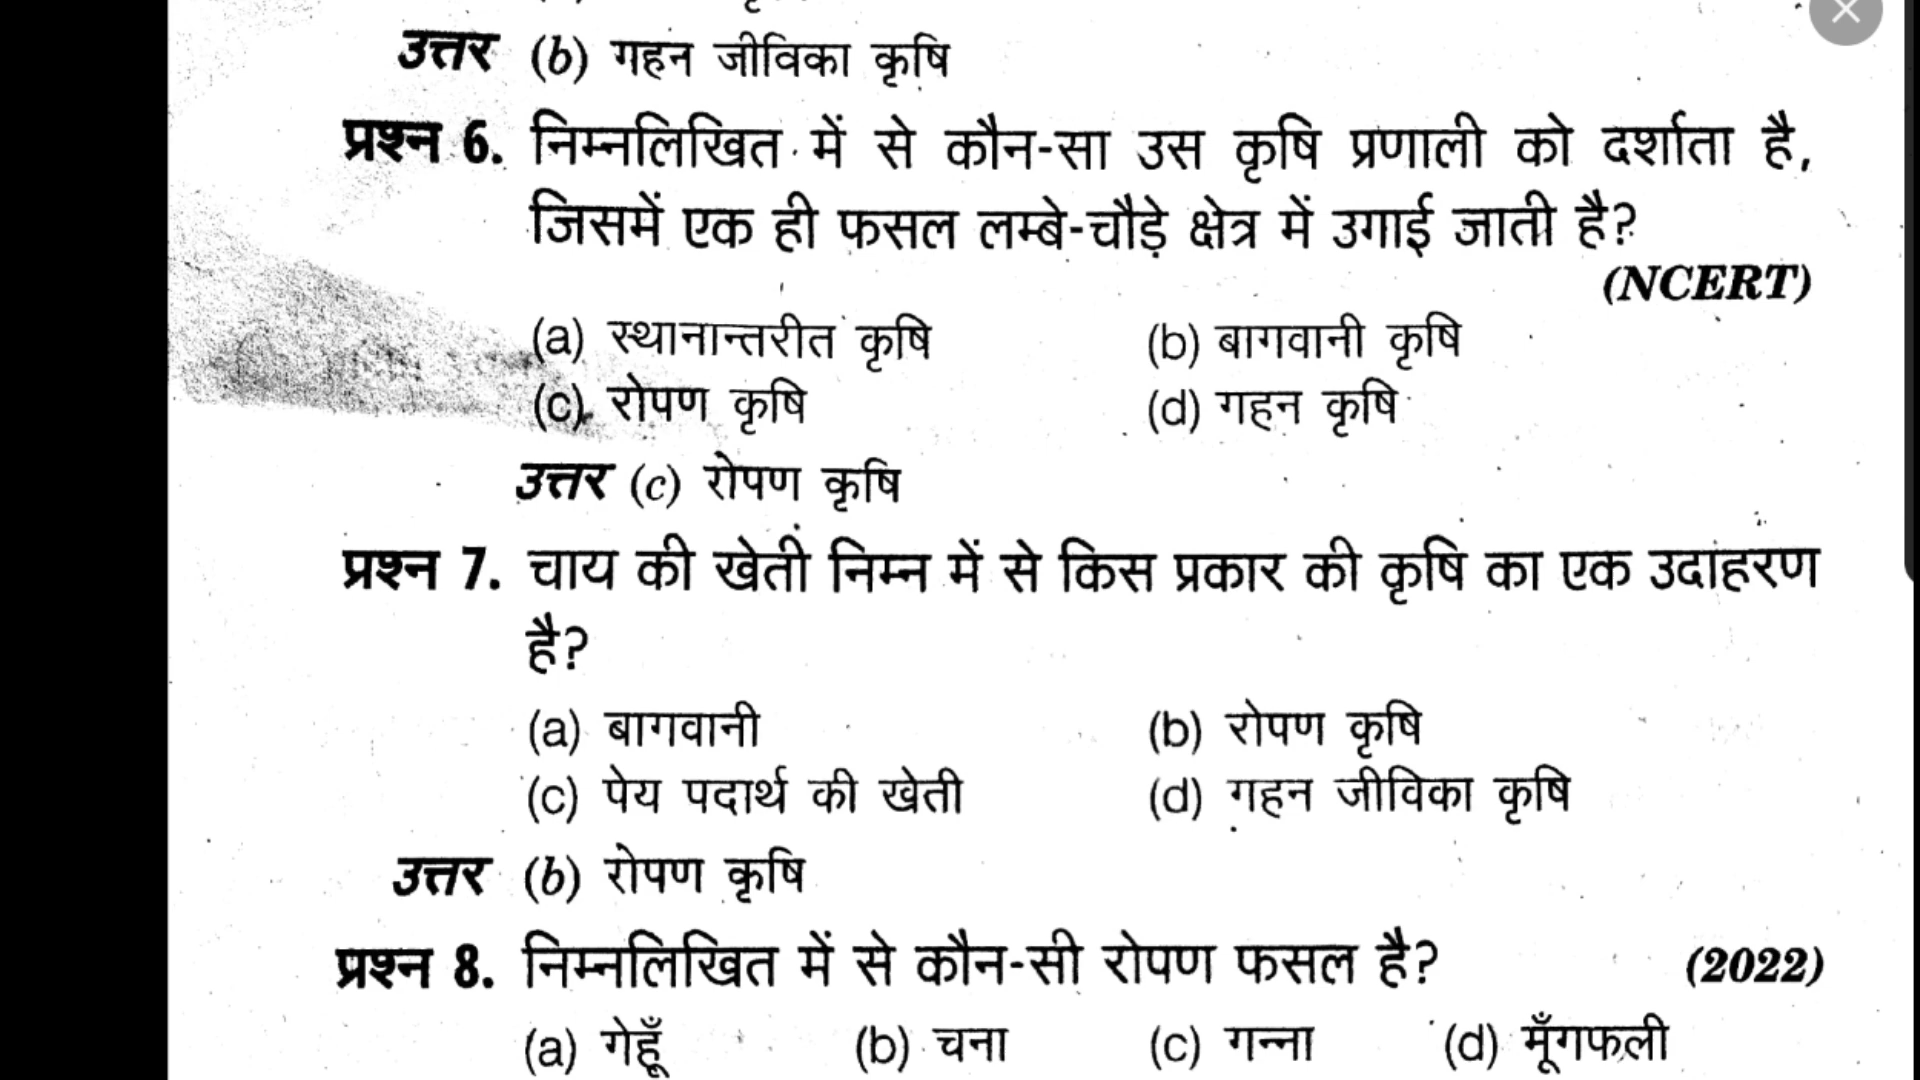 उत्तर (b) गहन जीविका कृषि
प्रश्न 6. निम्नलिखित में से कौन-सा उस कृषि प्रणाली को दर्शाता है,
जिसमें एक ही फसल लम्बे-चौड़े क्षेत्र में उगाई जाती है?
(NCERT)
(a) स्थानान्तरीत कृषि (b) बागवानी कृषि
(c) रोपण कृषि (d) गहन कृषि
उत्तर (c) रोपण कृषि
प्रश्न 7. चाय की खेती निम्न में से किस प्रकार की कृषि का एक उदाहरण
है?
(a) बागवानी (b) रोपण कृषि
(c) पेय पदार्थ की खेती (d) गहन जीविका कृषि
उत्तर (b) रोपण कृषि
प्रश्न 8. निम्नलिखित में से कौन-सी रोपण फसल है? (2022)
(a) गेहूँ (b) चना (c) गन्ना (d) मूँगफली